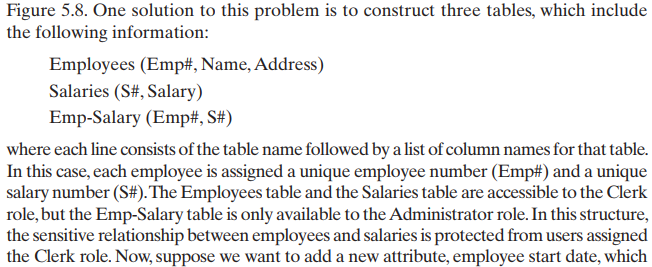 Figure 5.8. One solution to this problem is to construct three tables, which include
the following information:
Employees (Emp#, Name, Address)
Salaries (S#, Salary)
Emp-Salary (Emp#, S#)
where each line consists of the table name followed by a list of column names for that table.
In this case, each employee is assigned a unique employee number (Emp#) and a unique
salary number (S#). The Employees table and the Salaries table are accessible to the Clerk
role, but the Emp-Salary table is only available to the Administrator role. In this structure,
the sensitive relationship between employees and salaries is protected from users assigned
the Clerk role. Now, suppose we want to add a new attribute, employee start date, which